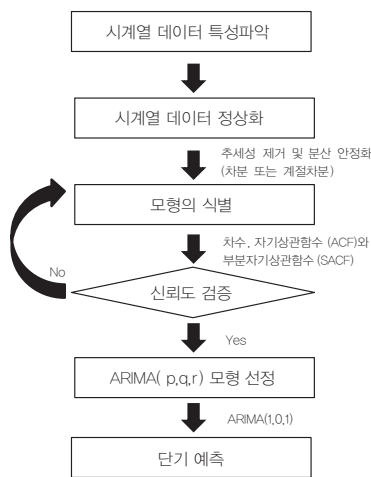 시계열 데이터 특성파악
시계열 데이터 정상화
추세성 제거 및 분산 안정화
(차분 또는 계절차분)
모형의 식별
차수, 자기상관함수 (ACF)와
부분자기상관함수 (SACF)
No
신뢰도 검증
Yes
ARIMA( p,q,r) 모형 선정
ARIMA(1,0,1)
단기 예측